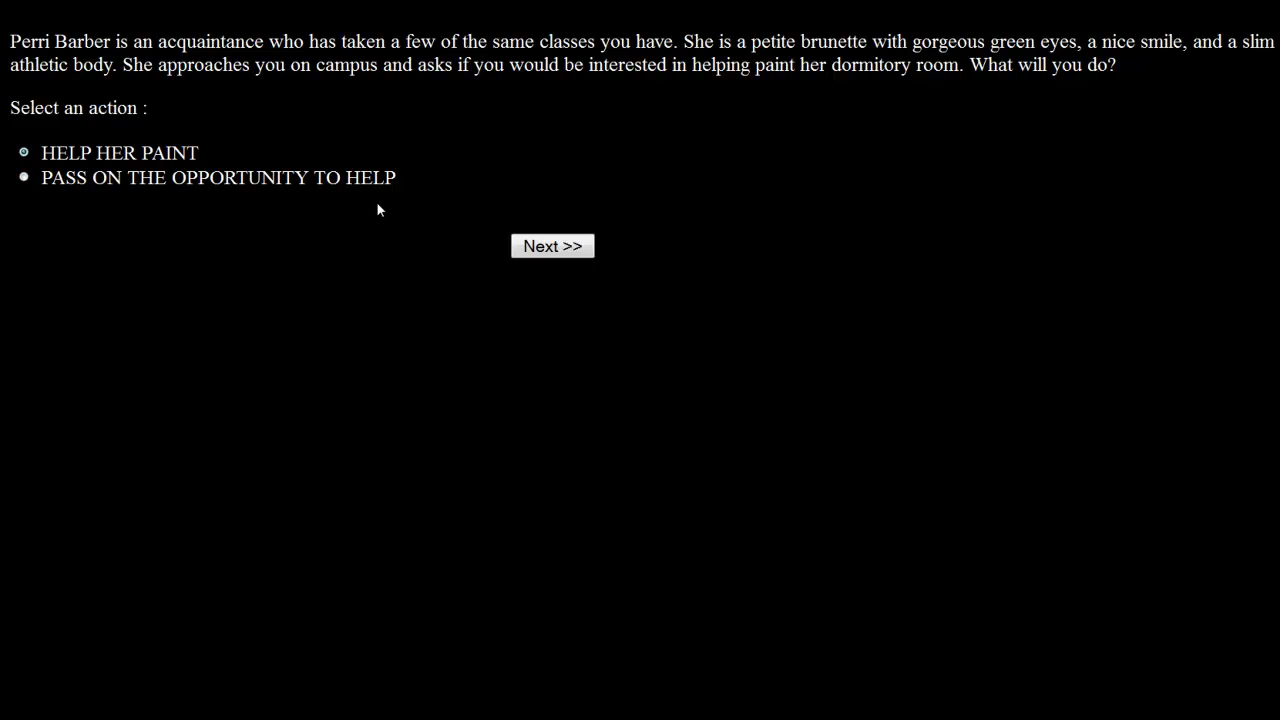 Perri Barber is an acquaintance who has taken a few of the same classes you have. She is a petite brunette with gorgeous green eyes, a nice smile, and a slim
athletic body. She approaches you on campus and asks if you would be interested in helping paint her dormitory room. What will you do?
Select an action :
HELP HER PAINT
PASS ON THE OPPORTUNITY TO HELP
Next >>